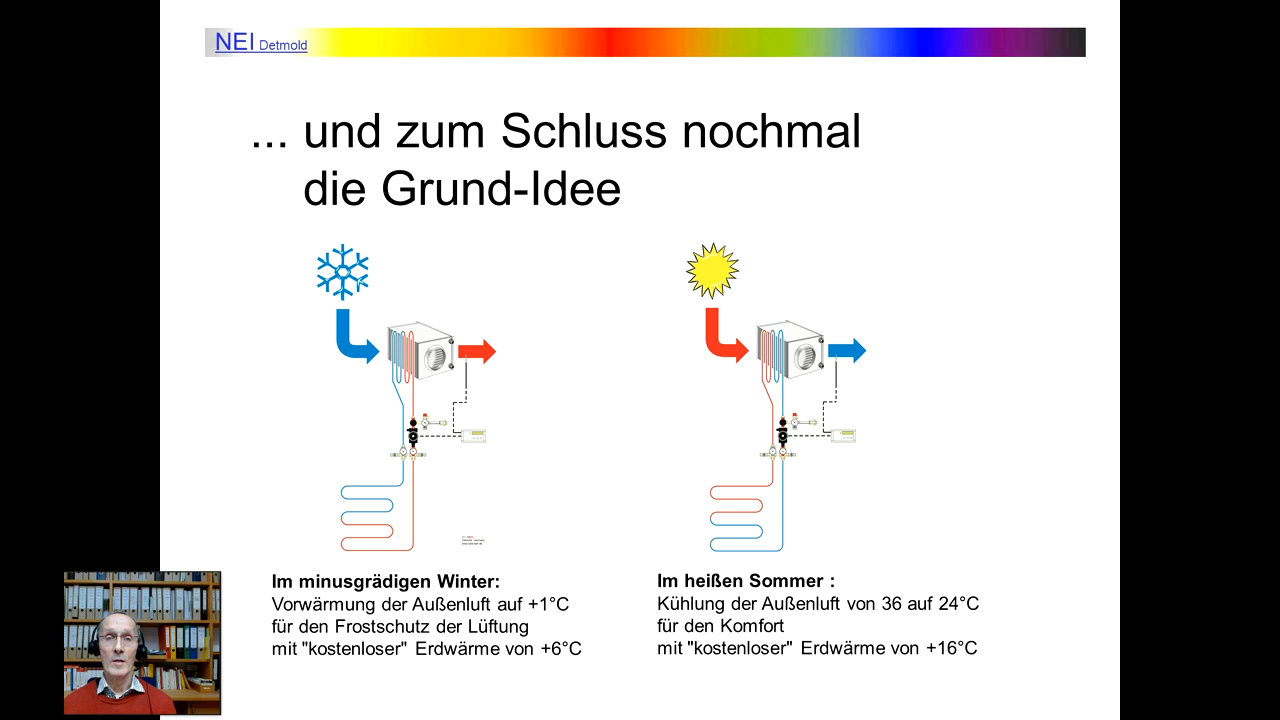 NEI Detmold
... und zum Schluss nochmal
die Grund-Idee
Im minusgrädigen Winter:
Vorwärmung der Außenluft auf +1°C
für den Frostschutz der Lüftung
mit "kostenloser" Erdwärme von +6°C
Im heißen Sommer :
Kühlung der Außenluft von 36 auf 24°C
für den Komfort
mit "kostenloser" Erdwärme von +16°C